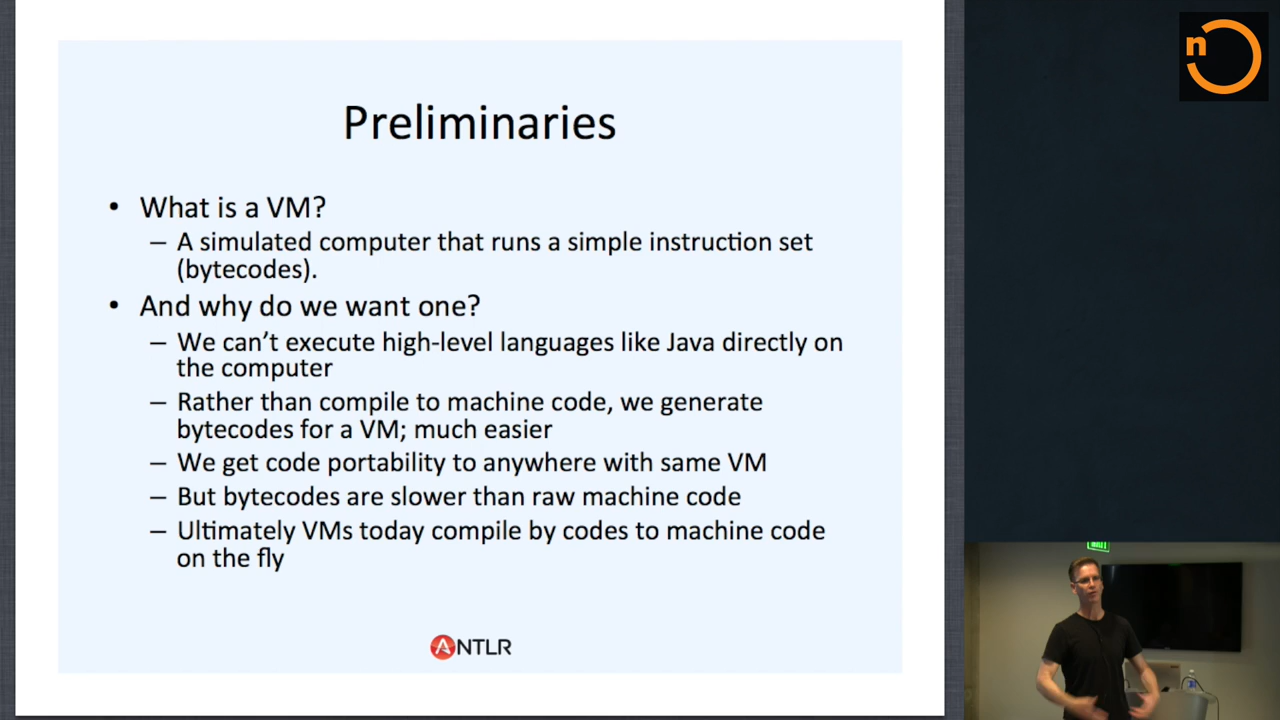 n
Preliminaries
• What is a VM?
– A simulated computer that runs a simple instruction set
(bytecodes).
• And why do we want one?
– We can't execute high-level languages like Java directly on
the computer
– Rather than compile to machine code, we generate
bytecodes for a VM; much easier
– We get code portability to anywhere with same VM
– But bytecodes are slower than raw machine code
– Ultimately VMs today compile by codes to machine code
on the fly
ANTLR
EXIT